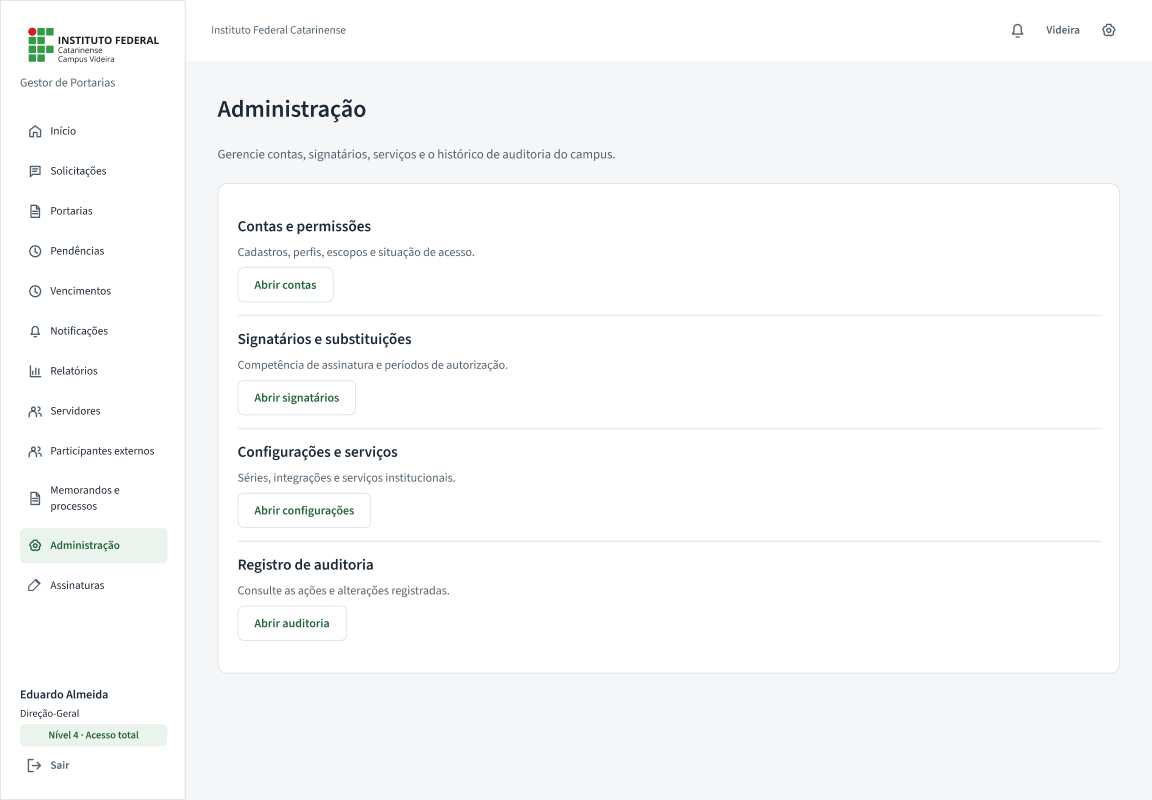 INSTITUTO FEDERAL
Catarinense
Campus Videira
Gestor de Portarias
Início
Solicitações
Portarias
Pendências
Vencimentos
Notificações
Relatórios
Servidores
Participantes externos
Memorandos e
processos
Administração
Assinaturas
Eduardo Almeida
Direção-Geral
Nível 4 · Acesso total
Sair
Instituto Federal Catarinense
Videira
Administração
Gerencie contas, signatários, serviços e o histórico de auditoria do campus.
Contas e permissões
Cadastros, perfis, escopos e situação de acesso.
Abrir contas
Signatários e substituições
Competência de assinatura e períodos de autorização.
Abrir signatários
Configurações e serviços
Séries, integrações e serviços institucionais.
Abrir configurações
Registro de auditoria
Consulte as ações e alterações registradas.
Abrir auditoria